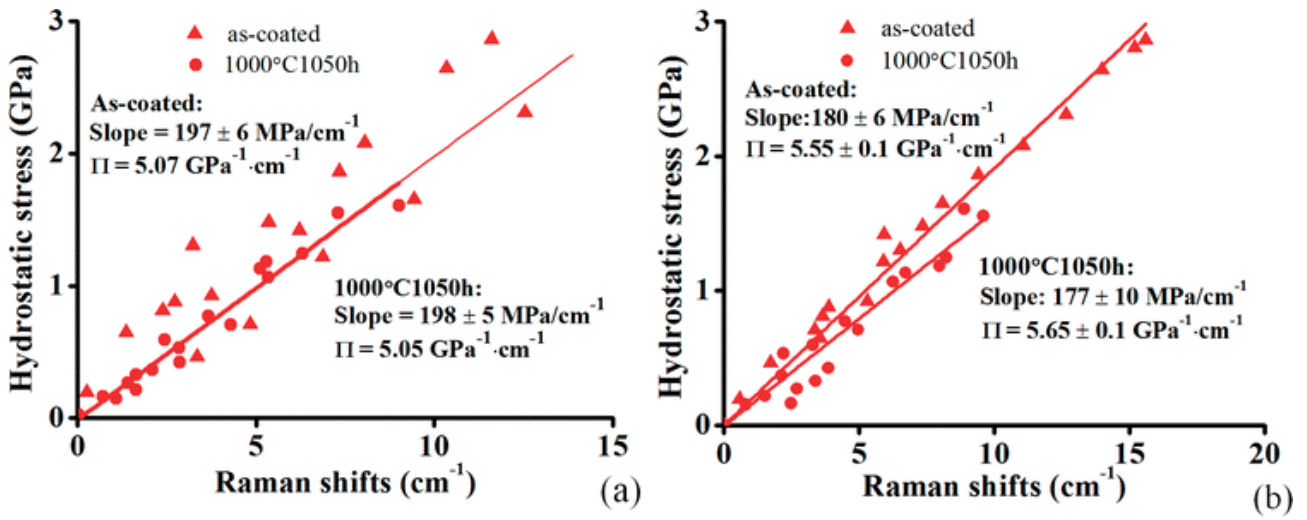 3
as-coated
1000°C1050h
As-coated:
Slope = 197 ± 6 MPa/cm⁻¹
Π = 5.07 GPa⁻¹·cm⁻¹
2
1
1000°C1050h:
Slope = 198 ± 5 MPa/cm⁻¹
Π = 5.05 GPa⁻¹·cm⁻¹
0
Hydrostatic stress (GPa)
0 5 10 15
Raman shifts (cm⁻¹)
(a)
3
as-coated
1000°C1050h
As-coated:
Slope:180 ± 6 MPa/cm⁻¹
Π = 5.55 ± 0.1 GPa⁻¹·cm⁻¹
2
1
1000°C1050h:
Slope: 177 ± 10 MPa/cm⁻¹
Π = 5.65 ± 0.1 GPa⁻¹·cm⁻¹
0
Hydrostatic stress (GPa)
0 5 10 15 20
Raman shifts (cm⁻¹)
(b)